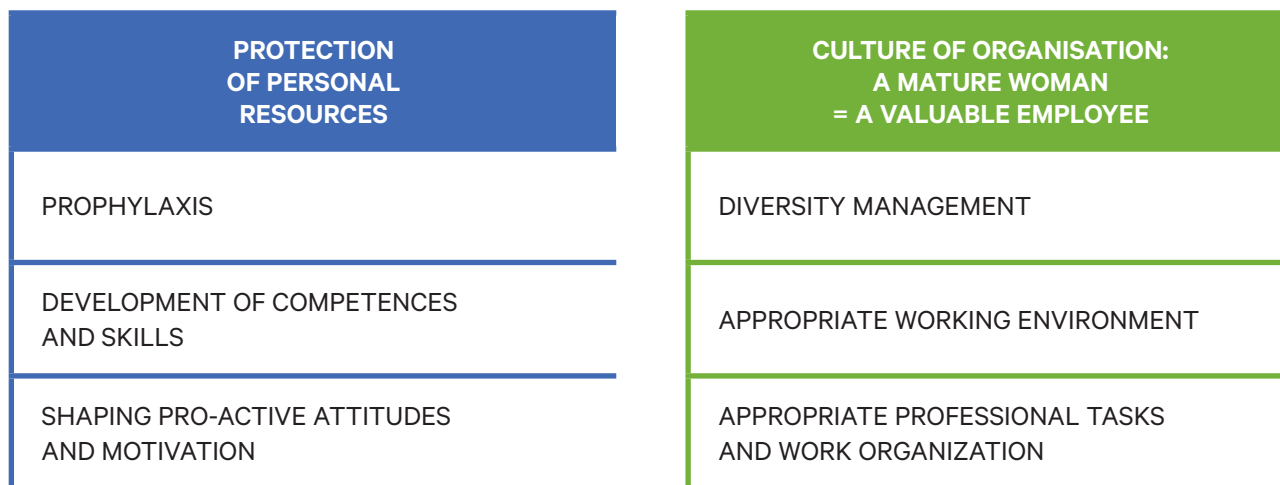 PROTECTION
OF PERSONAL
RESOURCES
PROPHYLAXIS
DEVELOPMENT OF COMPETENCES
AND SKILLS
SHAPING PRO-ACTIVE ATTITUDES
AND MOTIVATION
CULTURE OF ORGANISATION:
A MATURE WOMAN
= A VALUABLE EMPLOYEE
DIVERSITY MANAGEMENT
APPROPRIATE WORKING ENVIRONMENT
APPROPRIATE PROFESSIONAL TASKS
AND WORK ORGANIZATION